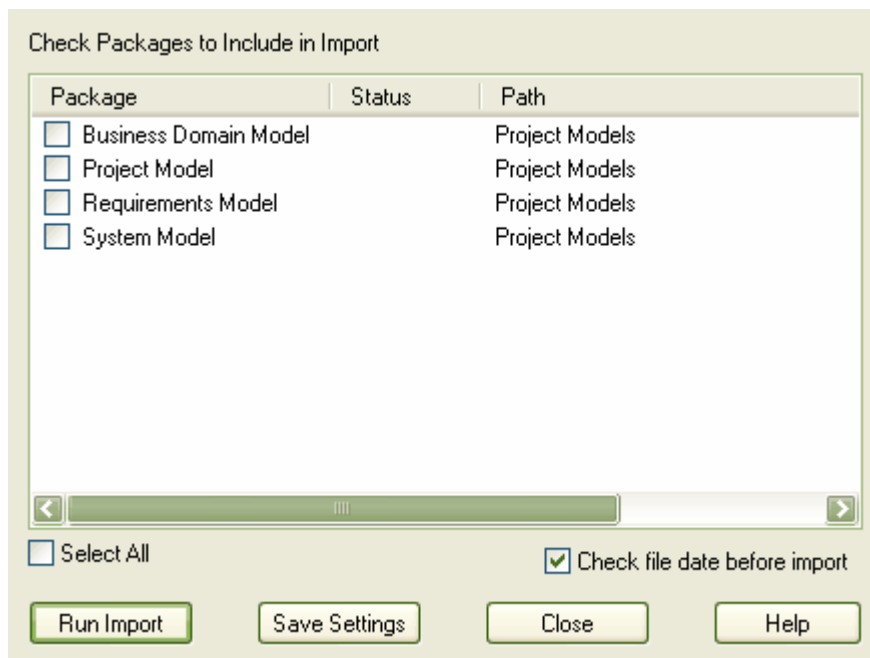 Check Packages to Include in Import
Package Status Path
Business Domain Model Project Models
Project Model Project Models
Requirements Model Project Models
System Model Project Models
Select All Check file date before import
Run Import Save Settings Close Help